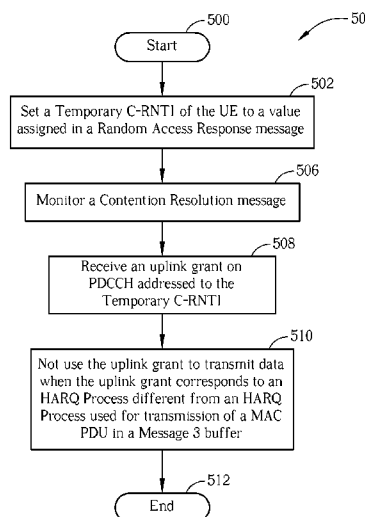 500
50
Start
502
Set a Temporary C-RNTI of the UE to a value
assigned in a Random Access Response message
506
Monitor a Contention Resolution message
508
Receive an uplink grant on
PDCCH addressed to the
Temporary C-RNTI
510
Not use the uplink grant to transmit data
when the uplink grant corresponds to an
HARQ Process different from an HARQ
Process used for transmission of a MAC
PDU in a Message 3 buffer
512
End